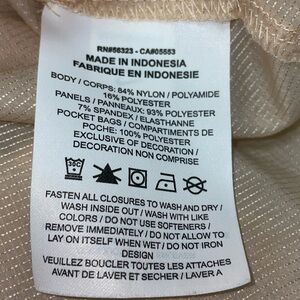 RN#56323 - CA#05553
MADE IN INDONESIA
FABRIQUE EN INDONESIE
BODY / CORPS: 84% NYLON / POLYAMIDE
16% POLYESTER
PANELS / PANNEAUX: 93% POLYESTER
7% SPANDEX / ELASTHANNE
POCKET BAGS / COMPARTIMENTS DE
POCHE: 100% POLYESTER
EXCLUSIVE OF DECORATION /
DECORATION NON COMPRISE
30C
FASTEN ALL CLOSURES TO WASH AND DRY /
WASH INSIDE OUT / WASH WITH LIKE
COLORS / DO NOT USE SOFTENERS /
REMOVE IMMEDIATELY / DO NOT ALLOW TO
LAY ON ITSELF WHEN WET / DO NOT IRON
DESIGN
VEUILLEZ BOUCLER TOUTES LES ATTACHES
AVANT DE LAVER ET SECHER / LAVER A